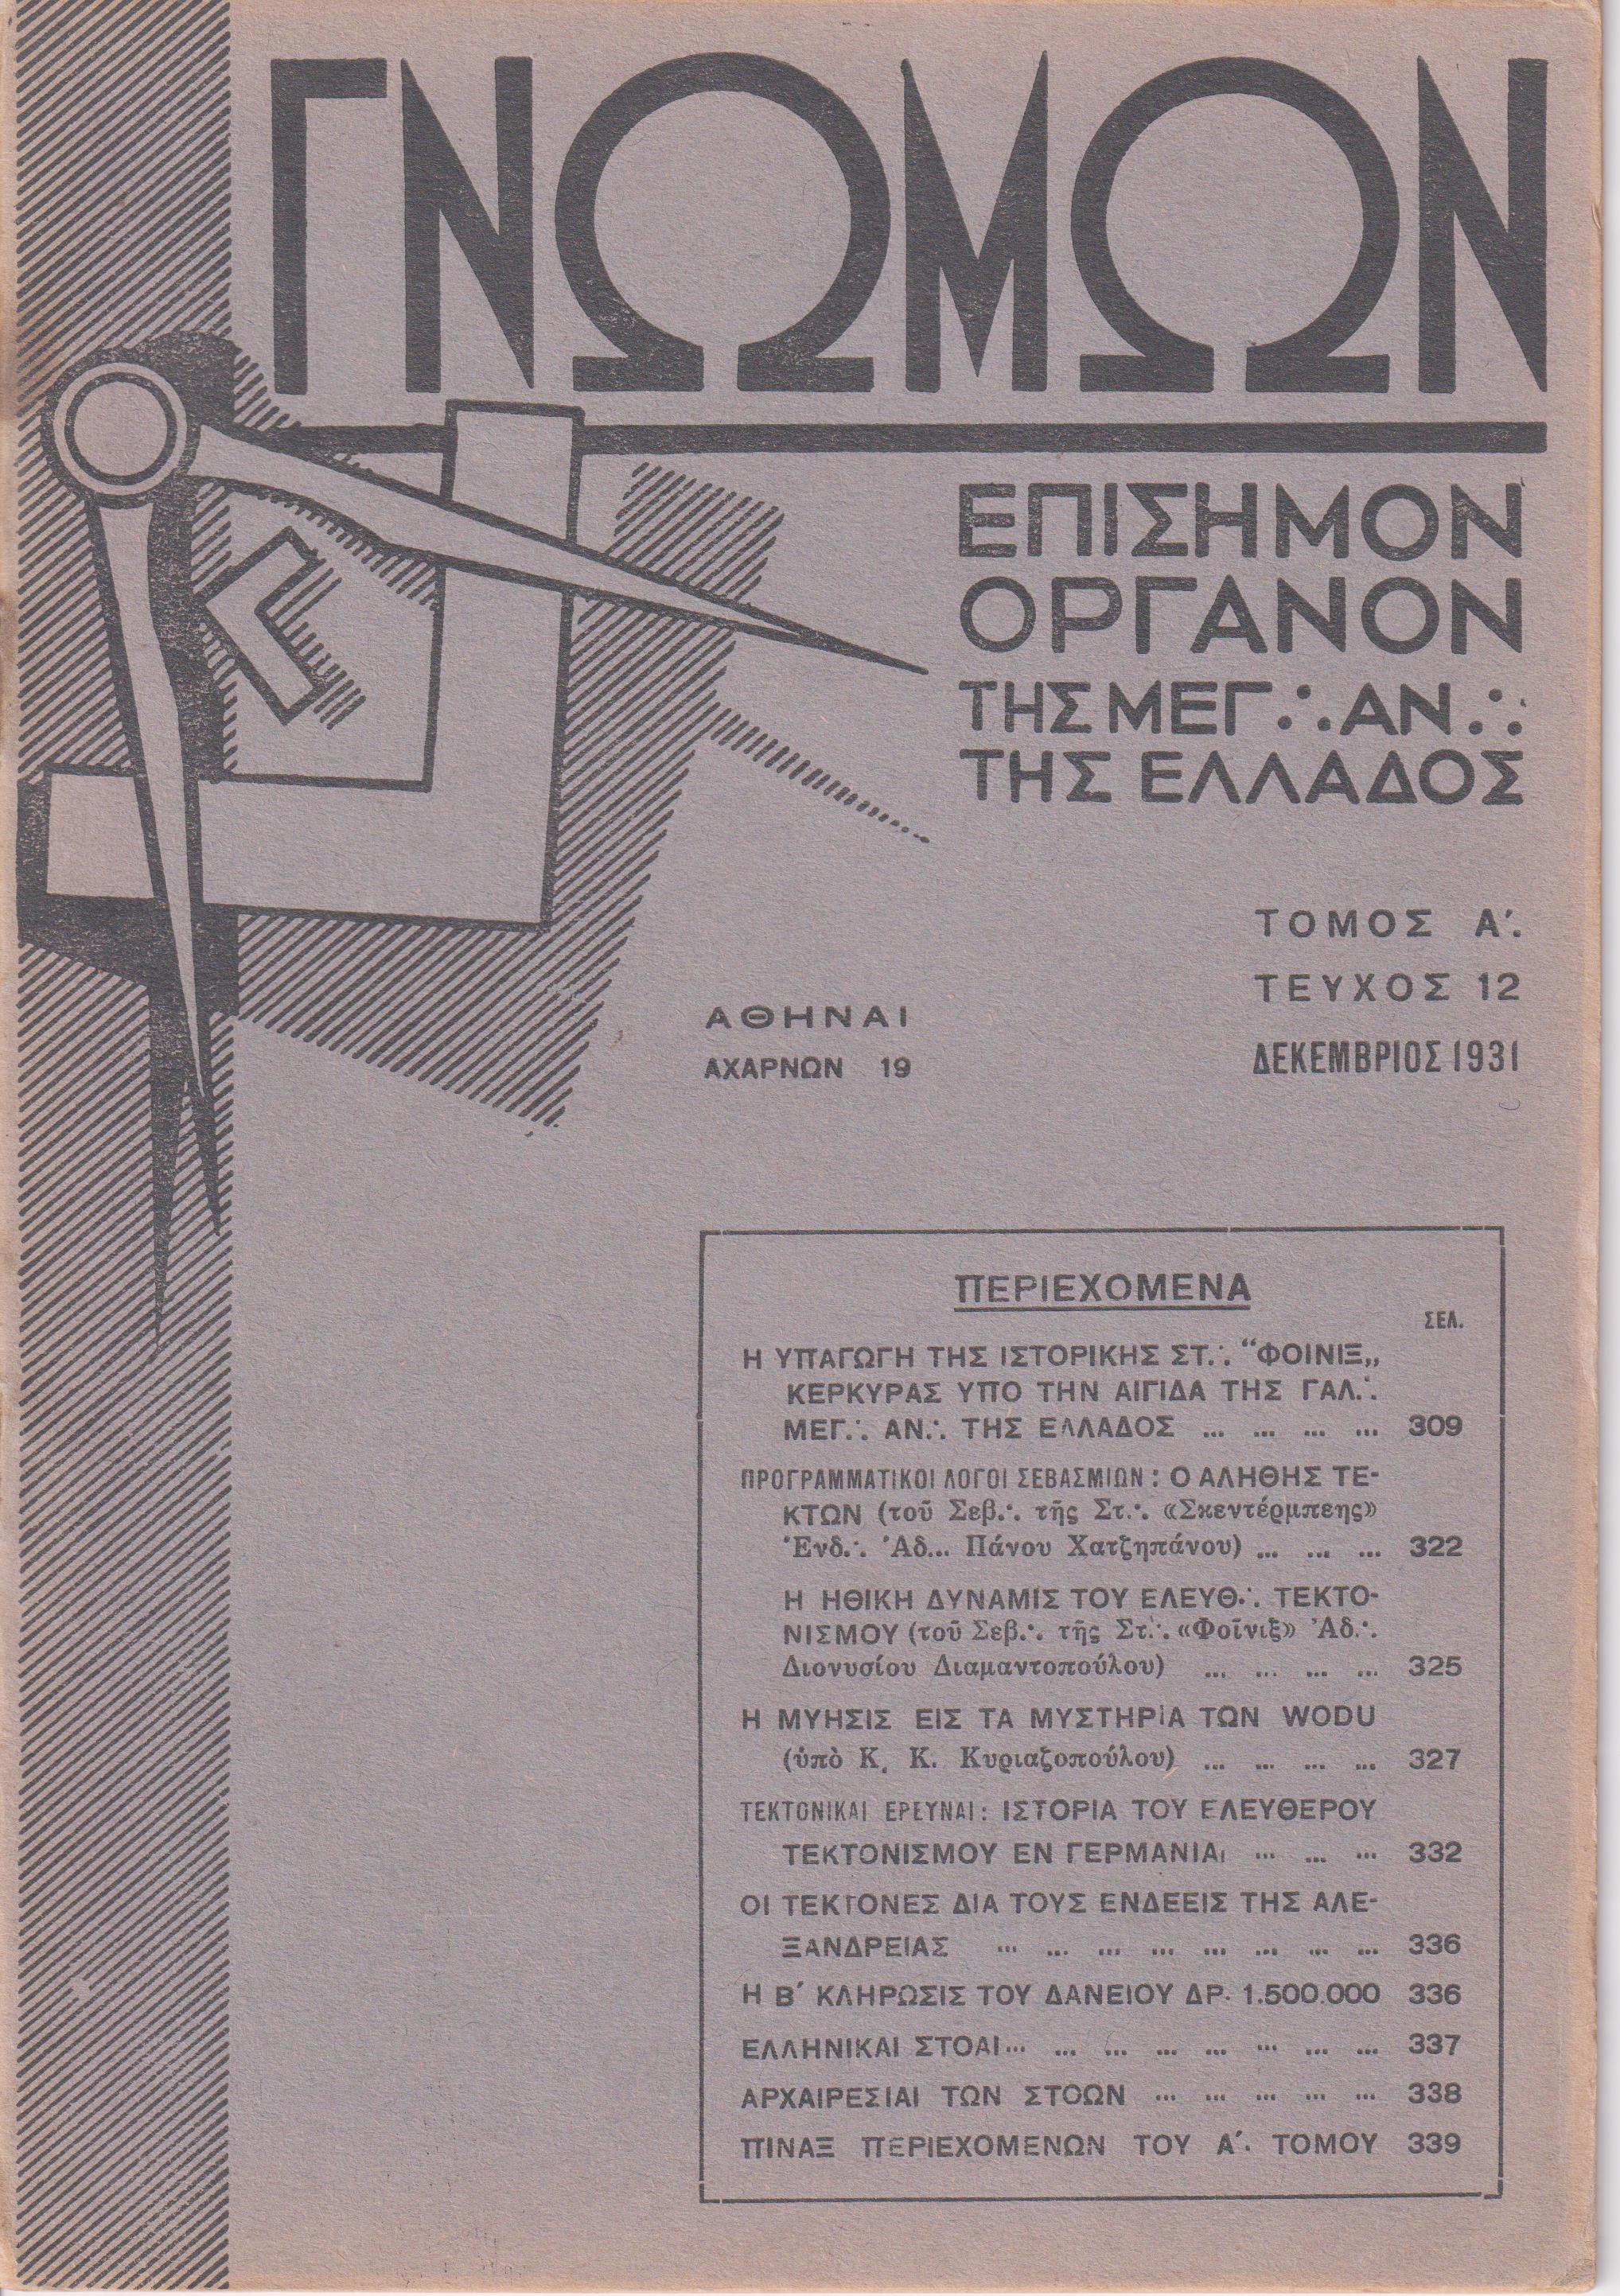 ΓΝΩΜΩΝ
ΕΠΙΣΗΜΟΝ
ΟΡΓΑΝΟΝ
ΤΗΣ ΜΕΓ∴ ΑΝ∴
ΤΗΣ ΕΛΛΑΔΟΣ
ΤΟΜΟΣ Α΄.
ΤΕΥΧΟΣ 12
ΔΕΚΕΜΒΡΙΟΣ 1931
ΑΘΗΝΑΙ
ΑΧΑΡΝΩΝ 19
ΠΕΡΙΕΧΟΜΕΝΑ
ΣΕΛ.
Η ΥΠΑΓΩΓΗ ΤΗΣ ΙΣΤΟΡΙΚΗΣ ΣΤ∴ “ΦΟΙΝΙΞ„
ΚΕΡΚΥΡΑΣ ΥΠΟ ΤΗΝ ΑΙΓΙΔΑ ΤΗΣ ΓΑΛ∴
ΜΕΓ∴ ΑΝ∴ ΤΗΣ ΕΛΛΑΔΟΣ ... ... ... ... 309
ΠΡΟΓΡΑΜΜΑΤΙΚΟΙ ΛΟΓΟΙ ΣΕΒΑΣΜΙΩΝ : Ο ΑΛΗΘΗΣ ΤΕ-
ΚΤΩΝ (τοῦ Σεβ∴ τῆς Στ∴ «Σκεντέρμπεης»
Ἐνδ∴ Ἀδ... Πάνου Χατζηπάνου) ... ... ... 322
Η ΗΘΙΚΗ ΔΥΝΑΜΙΣ ΤΟΥ ΕΛΕΥΘ∴ ΤΕΚΤΟ-
ΝΙΣΜΟΥ (τοῦ Σεβ∴ τῆς Στ∴ «Φοῖνιξ» Ἀδ∴
Διονυσίου Διαμαντοπούλου) ... ... ... ... 325
Η ΜΥΗΣΙΣ ΕΙΣ ΤΑ ΜΥΣΤΗΡΙΑ ΤΩΝ WODU
(ὑπὸ Κ. Κ. Κυριαζοπούλου) ... ... ... ... 327
ΤΕΚΤΟΝΙΚΑΙ ΕΡΕΥΝΑΙ : ΙΣΤΟΡΙΑ ΤΟΥ ΕΛΕΥΘΕΡΟΥ
ΤΕΚΤΟΝΙΣΜΟΥ ΕΝ ΓΕΡΜΑΝΙΑι ... ... ... 332
ΟΙ ΤΕΚΤΟΝΕΣ ΔΙΑ ΤΟΥΣ ΕΝΔΕΕΙΣ ΤΗΣ ΑΛΕ-
ΞΑΝΔΡΕΙΑΣ ... ... ... ... ... ... ... ... 336
Η Β΄ ΚΛΗΡΩΣΙΣ ΤΟΥ ΔΑΝΕΙΟΥ ΔΡ. 1.500.000 336
ΕΛΛΗΝΙΚΑΙ ΣΤΟΑΙ ... ... ... ... ... ... ... ... 337
ΑΡΧΑΙΡΕΣΙΑΙ ΤΩΝ ΣΤΟΩΝ ... ... ... ... ... 338
ΠΙΝΑΞ ΠΕΡΙΕΧΟΜΕΝΩΝ ΤΟΥ Α΄. ΤΟΜΟΥ 339